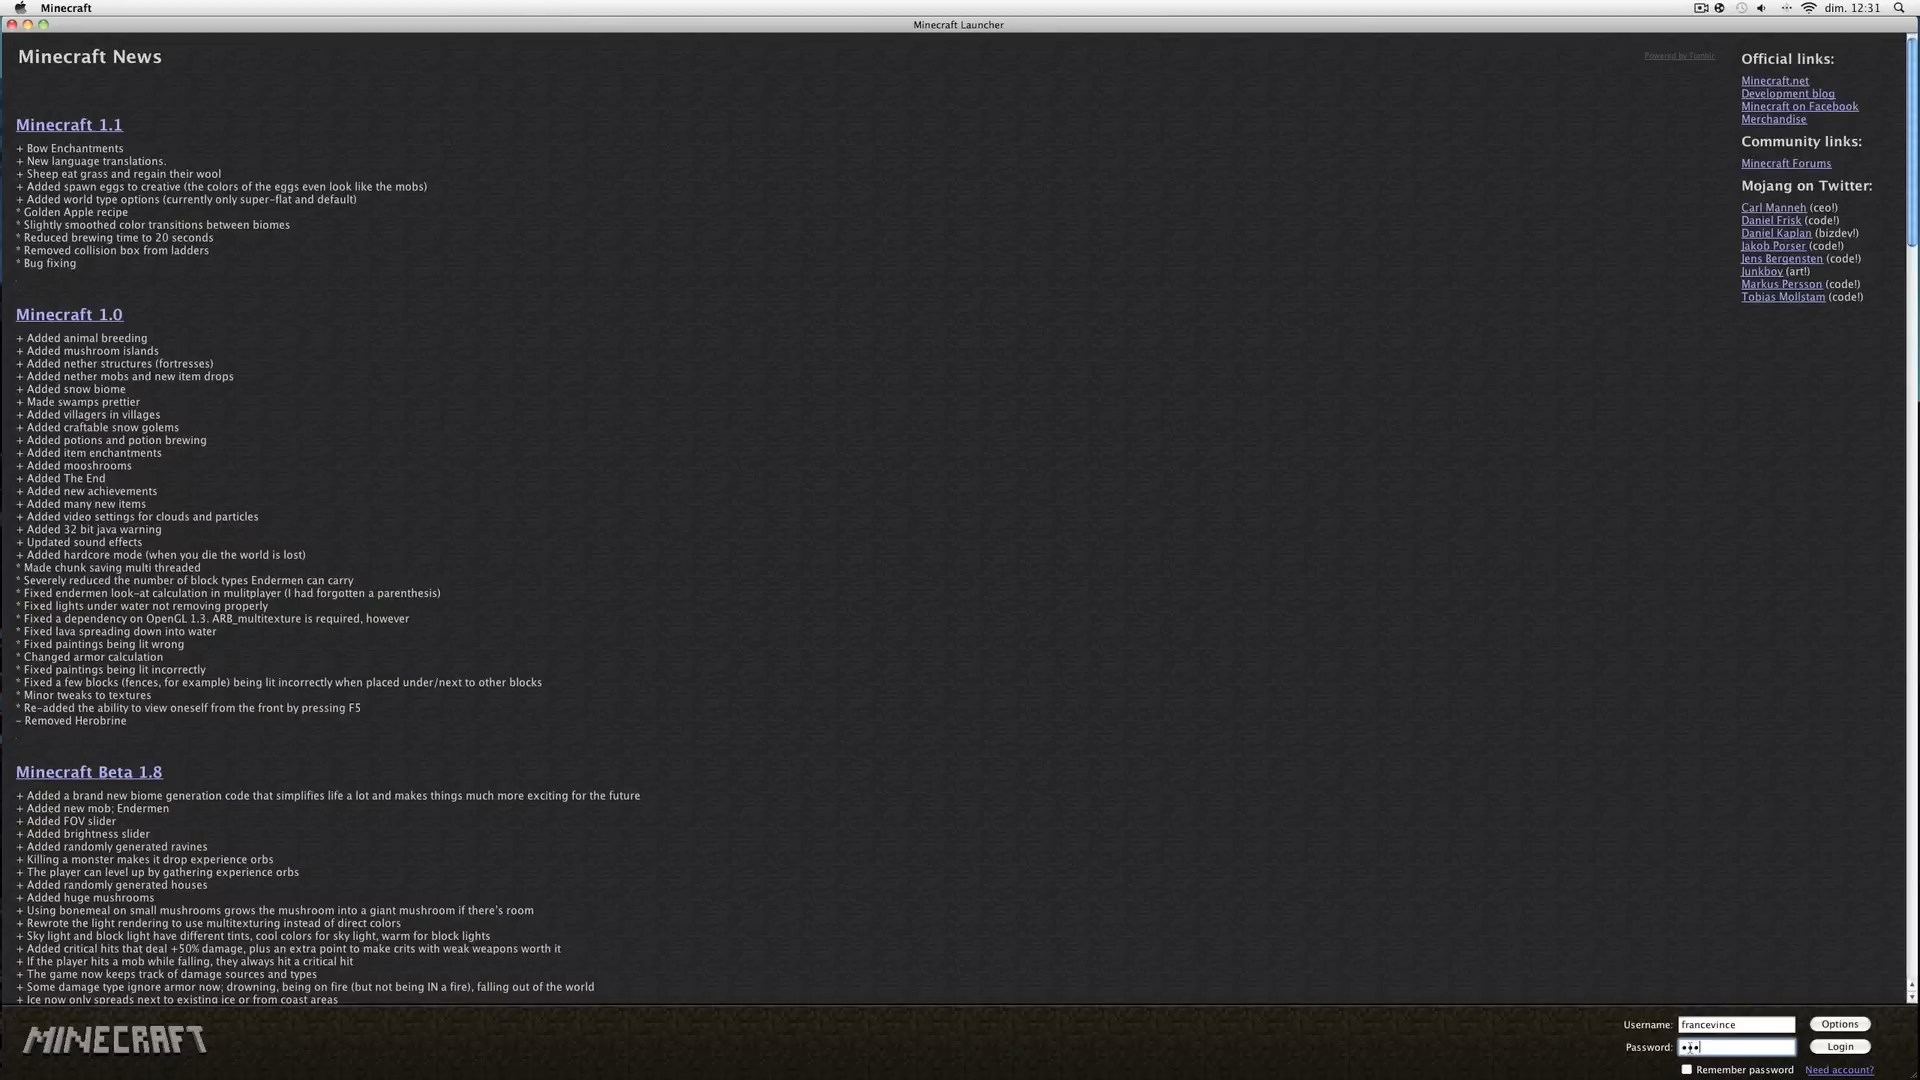 Minecraft
dim. 12:31
Minecraft Launcher
Minecraft News
Powered by Tumblr
Minecraft 1.1
+ Bow Enchantments
+ New language translations.
+ Sheep eat grass and regain their wool
+ Added spawn eggs to creative (the colors of the eggs even look like the mobs)
+ Added world type options (currently only super-flat and default)
* Golden Apple recipe
* Slightly smoothed color transitions between biomes
* Reduced brewing time to 20 seconds
* Removed collision box from ladders
* Bug fixing
Minecraft 1.0
+ Added animal breeding
+ Added mushroom islands
+ Added nether structures (fortresses)
+ Added nether mobs and new item drops
+ Added snow biome
+ Made swamps prettier
+ Added villagers in villages
+ Added craftable snow golems
+ Added potions and potion brewing
+ Added item enchantments
+ Added mooshrooms
+ Added The End
+ Added new achievements
+ Added many new items
+ Added video settings for clouds and particles
+ Added 32 bit java warning
+ Updated sound effects
+ Added hardcore mode (when you die the world is lost)
* Made chunk saving multi threaded
* Severely reduced the number of block types Endermen can carry
* Fixed endermen look-at calculation in mulitplayer (I had forgotten a parenthesis)
* Fixed lights under water not removing properly
* Fixed a dependency on OpenGL 1.3. ARB_multitexture is required, however
* Fixed lava spreading down into water
* Fixed paintings being lit wrong
* Changed armor calculation
* Fixed paintings being lit incorrectly
* Fixed a few blocks (fences, for example) being lit incorrectly when placed under/next to other blocks
* Minor tweaks to textures
* Re-added the ability to view oneself from the front by pressing F5
- Removed Herobrine
Minecraft Beta 1.8
+ Added a brand new biome generation code that simplifies life a lot and makes things much more exciting for the future
+ Added new mob; Endermen
+ Added FOV slider
+ Added brightness slider
+ Added randomly generated ravines
+ Killing a monster makes it drop experience orbs
+ The player can level up by gathering experience orbs
+ Added randomly generated houses
+ Added huge mushrooms
+ Using bonemeal on small mushrooms grows the mushroom into a giant mushroom if there's room
+ Rewrote the light rendering to use multitexturing instead of direct colors
+ Sky light and block light have different tints, cool colors for sky light, warm for block lights
+ Added critical hits that deal +50% damage, plus an extra point to make crits with weak weapons worth it
+ If the player hits a mob while falling, they always hit a critical hit
+ The game now keeps track of damage sources and types
+ Some damage type ignore armor now; drowning, being on fire (but not being IN a fire), falling out of the world
+ Ice now only spreads next to existing ice or from coast areas
Official links:
Minecraft.net
Development blog
Minecraft on Facebook
Merchandise
Community links:
Minecraft Forums
Mojang on Twitter:
Carl Manneh (ceo!)
Daniel Frisk (code!)
Daniel Kaplan (bizdev!)
Jakob Porser (code!)
Jens Bergensten (code!)
Junkboy (art!)
Markus Persson (code!)
Tobias Mollstam (code!)
MINECRAFT
Username: francevince Options
Password: Login
Remember password Need account?